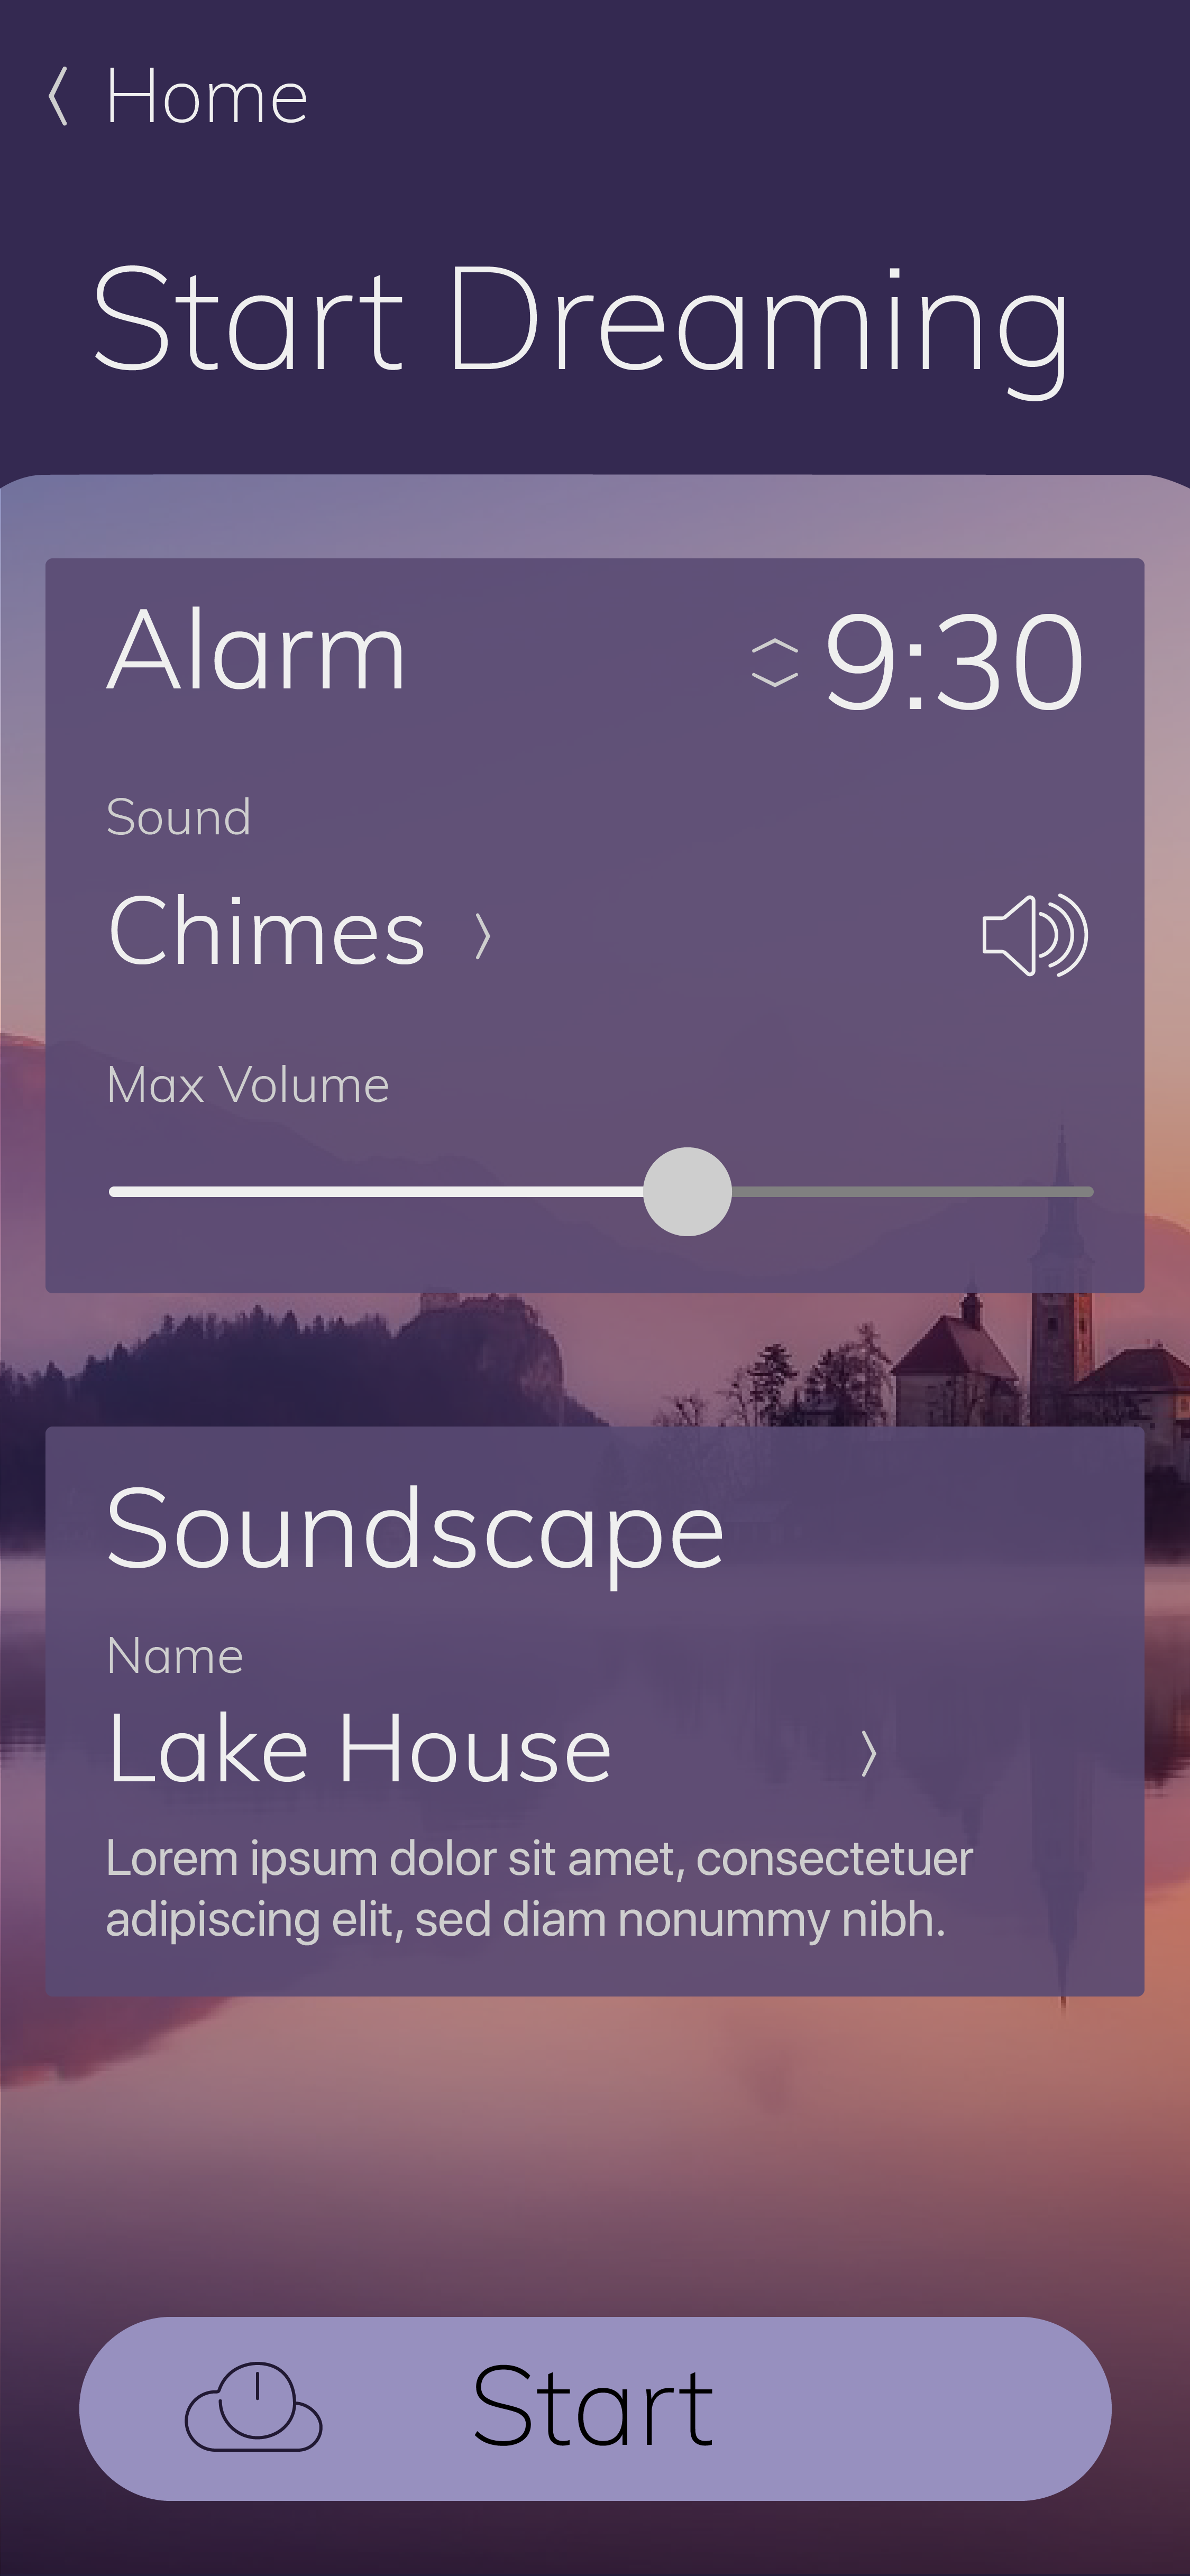 Home
Start Dreaming
Alarm
9:30
Sound
Chimes
Max Volume
Soundscape
Name
Lake House
Lorem ipsum dolor sit amet, consectetuer
adipiscing elit, sed diam nonummy nibh.
Start